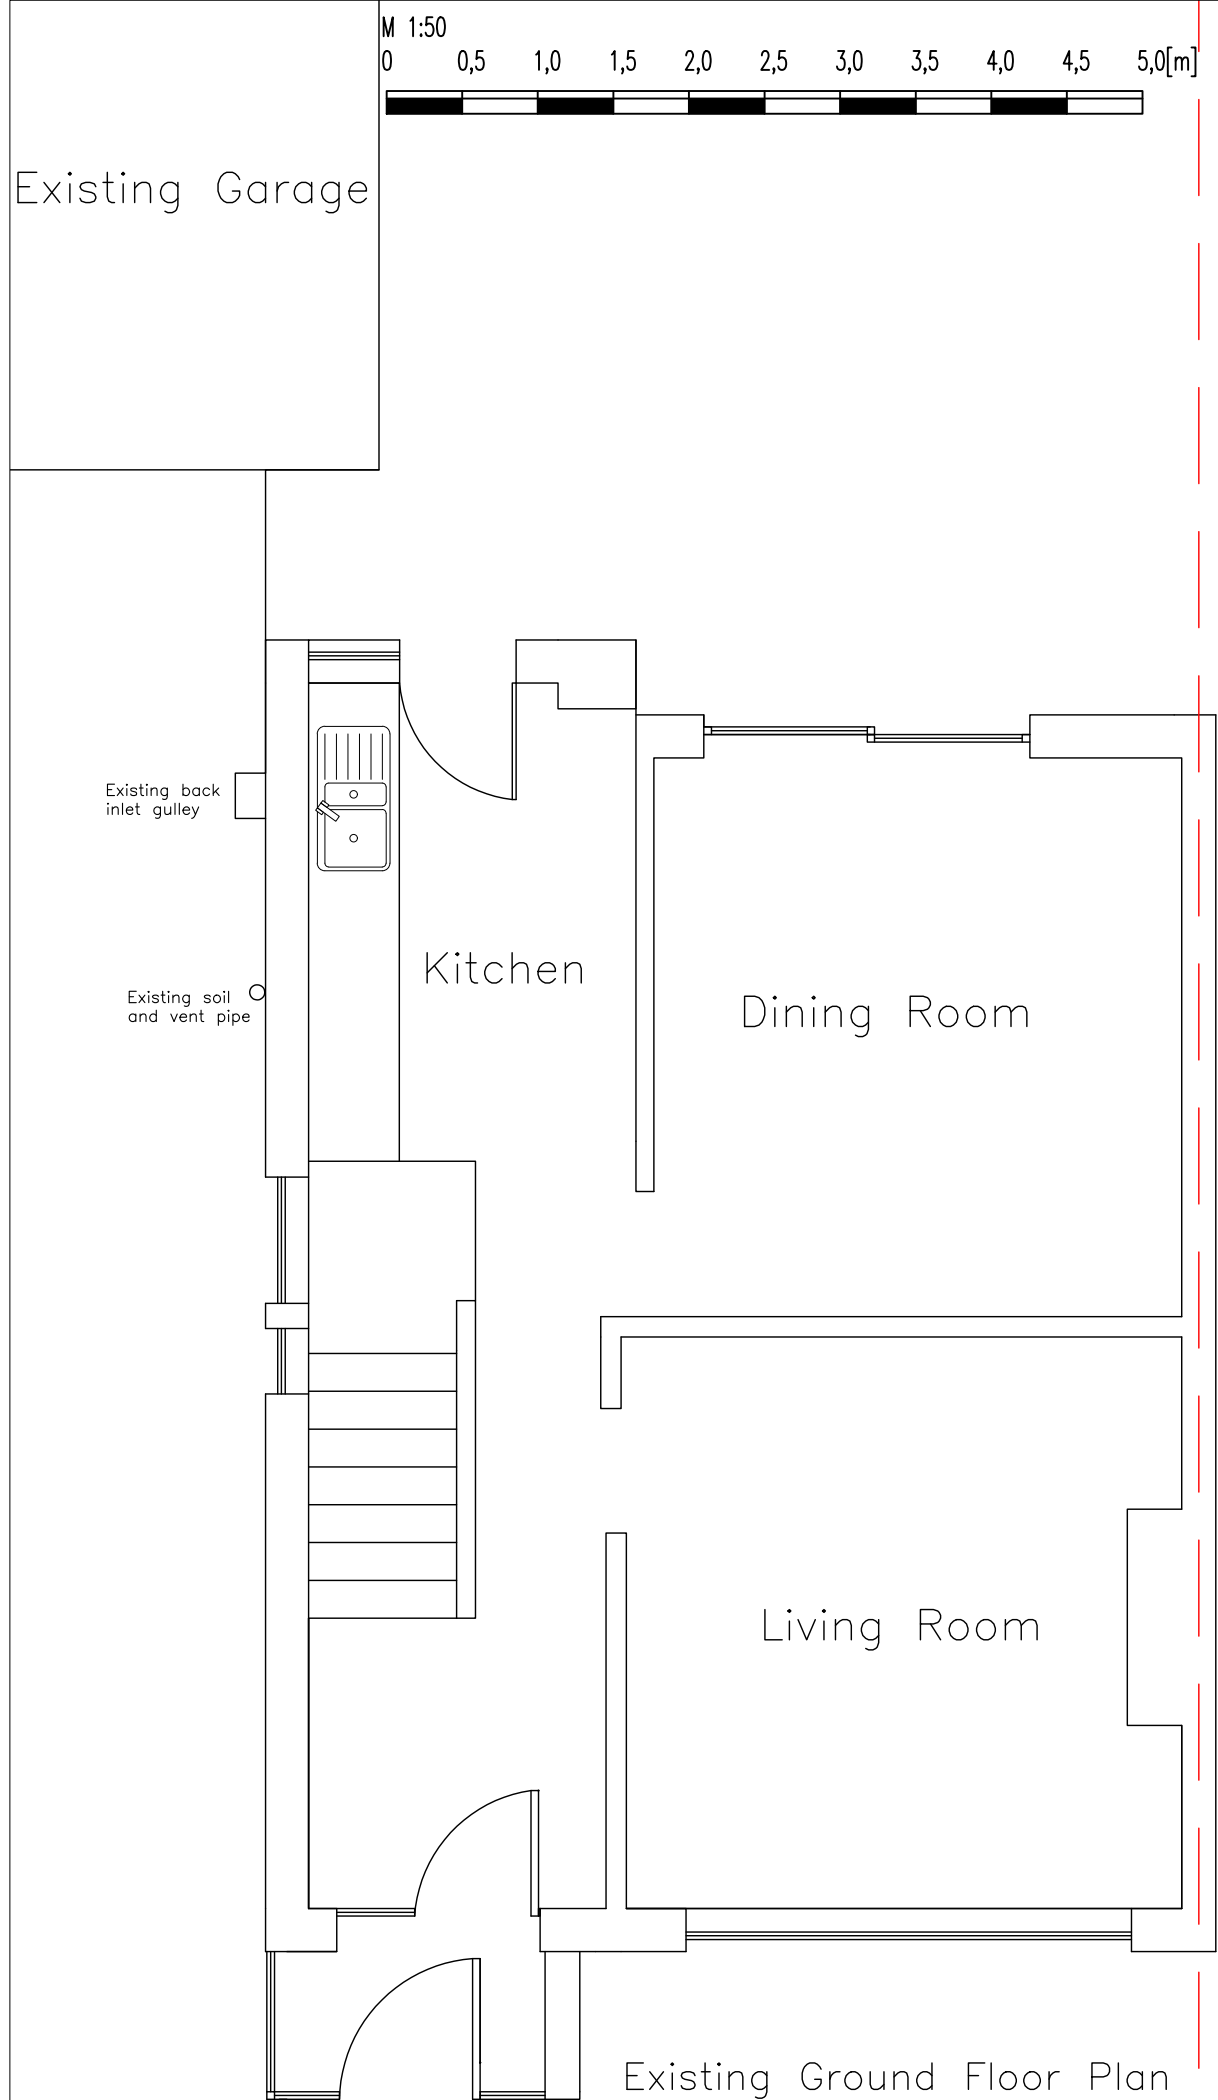 M 1:50
0 0,5 1,0 1,5 2,0 2,5 3,0 3,5 4,0 4,5 5,0[m]
Existing Garage
Existing back
inlet gulley
Kitchen
Existing soil
and vent pipe
Dining Room
Living Room
Existing Ground Floor Plan